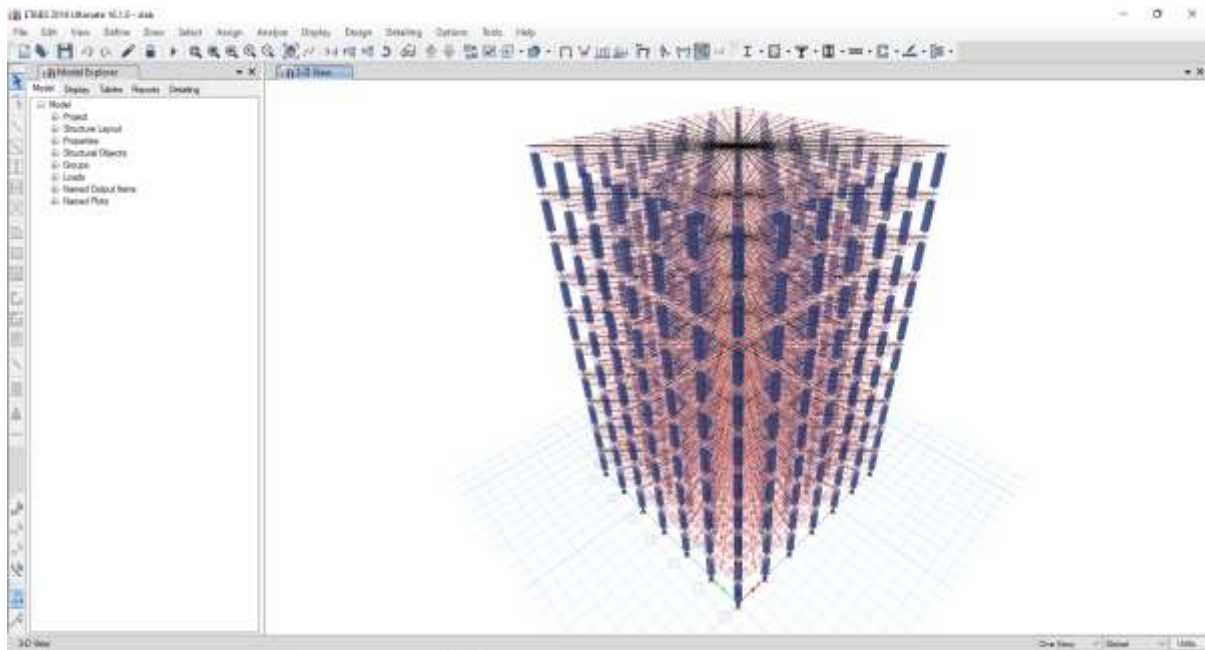 ETABS 2016 Ultimate 16.1.0 - slab
File Edit View Define Draw Select Assign Analyze Display Design Detailing Options Tools Help
Model Explorer
3-D View
Model Display Tables Reports Detailing
Model
Project
Structure Layout
Properties
Structural Objects
Groups
Loads
Named Output Items
Named Plots
3-D View
One Story
Global
Units...